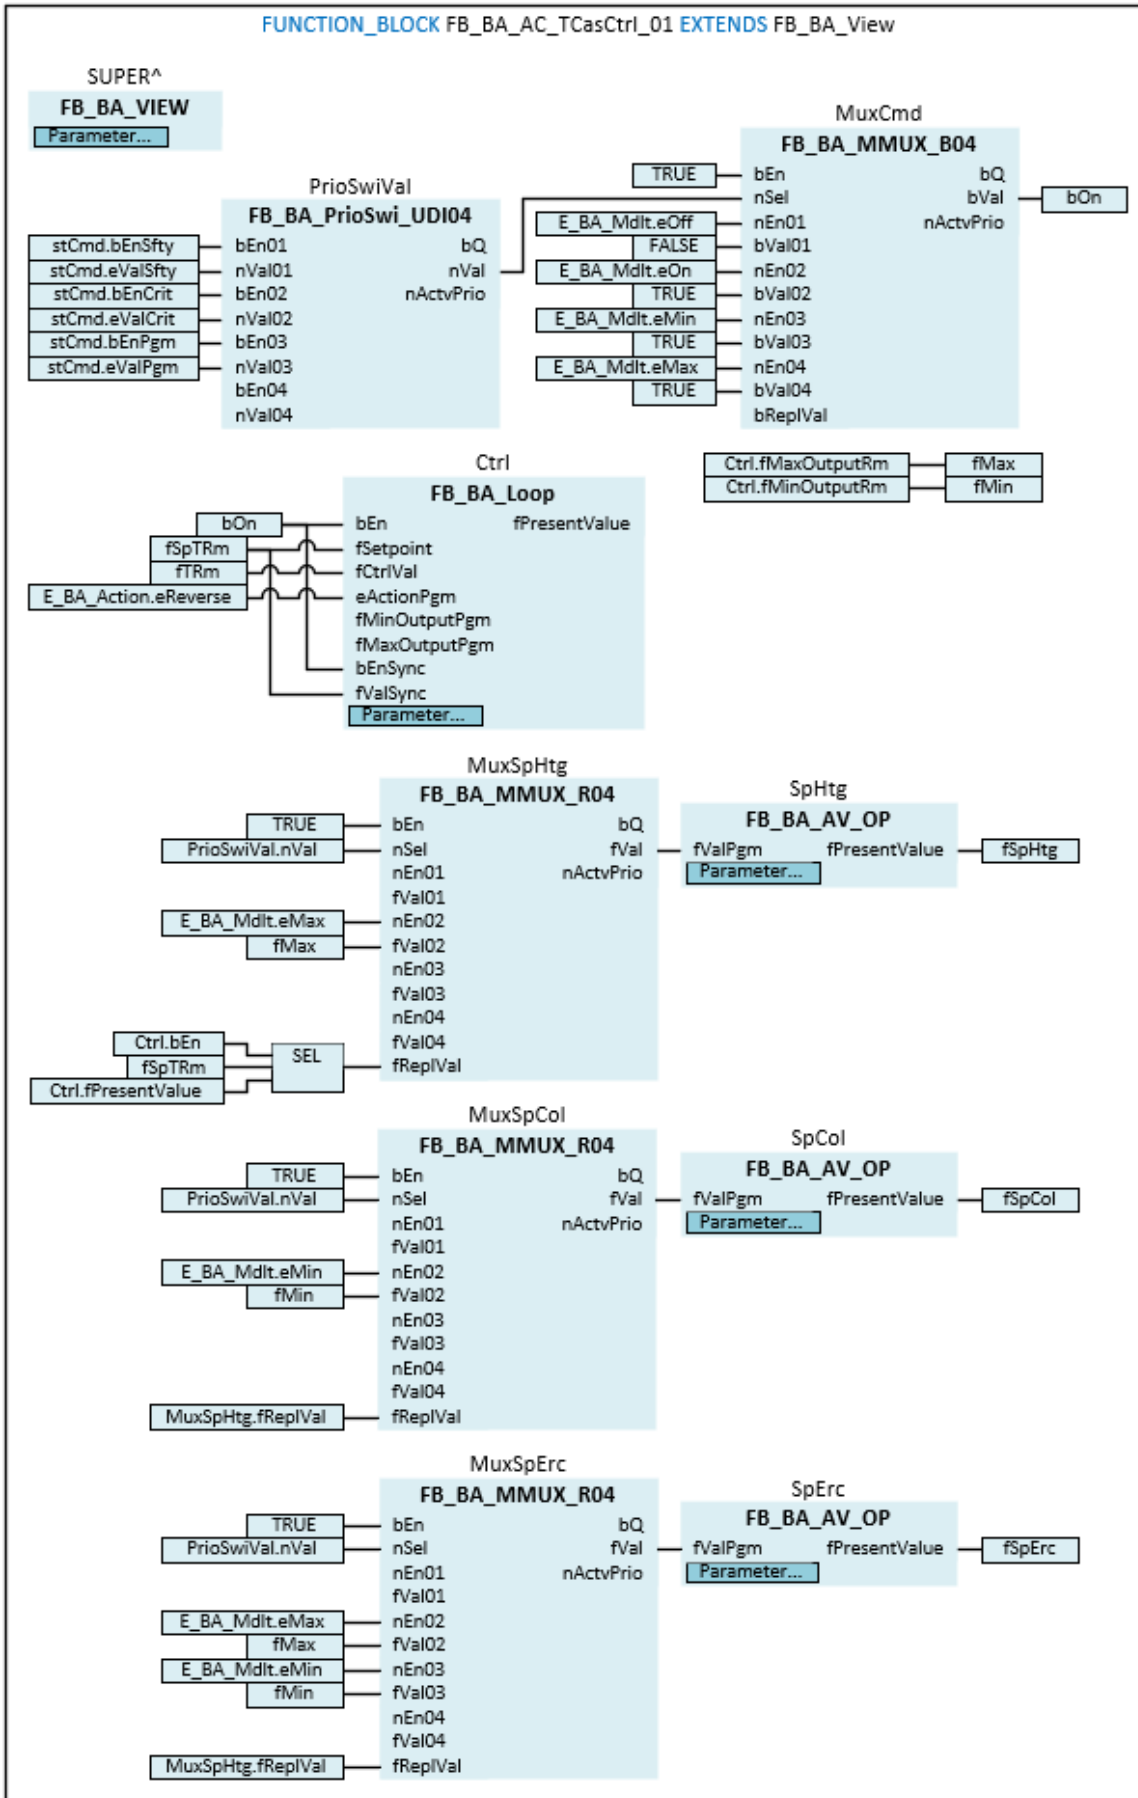 FUNCTION_BLOCK FB_BA_AC_TCasCtrl_01 EXTENDS FB_BA_View
SUPER^
FB_BA_VIEW
Parameter...
PrioSwiVal
FB_BA_PrioSwi_UDI04
stCmd.bEnSfty bEn01 bQ
stCmd.eValSfty nVal01 nVal
stCmd.bEnCrit bEn02 nActvPrio
stCmd.eValCrit nVal02
stCmd.bEnPgm bEn03
stCmd.eValPgm nVal03
bEn04
nVal04
MuxCmd
FB_BA_MMUX_B04
TRUE bEn bQ
nSel bVal bOn
E_BA_Mdlt.eOff nEn01 nActvPrio
FALSE bVal01
E_BA_Mdlt.eOn nEn02
TRUE bVal02
E_BA_Mdlt.eMin nEn03
TRUE bVal03
E_BA_Mdlt.eMax nEn04
TRUE bVal04
bReplVal
Ctrl.fMaxOutputRm fMax
Ctrl.fMinOutputRm fMin
Ctrl
FB_BA_Loop
bOn bEn fPresentValue
fSpTRm fSetpoint
fTRm fCtrlVal
E_BA_Action.eReverse eActionPgm
fMinOutputPgm
fMaxOutputPgm
bEnSync
fValSync
Parameter...
MuxSpHtg
FB_BA_MMUX_R04
TRUE bEn bQ
PrioSwiVal.nVal nSel fVal
nEn01 nActvPrio
fVal01
E_BA_Mdlt.eMax nEn02
fMax fVal02
nEn03
fVal03
nEn04
fVal04
Ctrl.bEn SEL
fSpTRm fReplVal
Ctrl.fPresentValue
SpHtg
FB_BA_AV_OP
fValPgm fPresentValue fSpHtg
Parameter...
MuxSpCol
FB_BA_MMUX_R04
TRUE bEn bQ
PrioSwiVal.nVal nSel fVal
nEn01 nActvPrio
fVal01
E_BA_Mdlt.eMin nEn02
fMin fVal02
nEn03
fVal03
nEn04
fVal04
MuxSpHtg.fReplVal fReplVal
SpCol
FB_BA_AV_OP
fValPgm fPresentValue fSpCol
Parameter...
MuxSpErc
FB_BA_MMUX_R04
TRUE bEn bQ
PrioSwiVal.nVal nSel fVal
nEn01 nActvPrio
fVal01
E_BA_Mdlt.eMax nEn02
fMax fVal02
E_BA_Mdlt.eMin nEn03
fMin fVal03
nEn04
fVal04
MuxSpHtg.fReplVal fReplVal
SpErc
FB_BA_AV_OP
fValPgm fPresentValue fSpErc
Parameter...